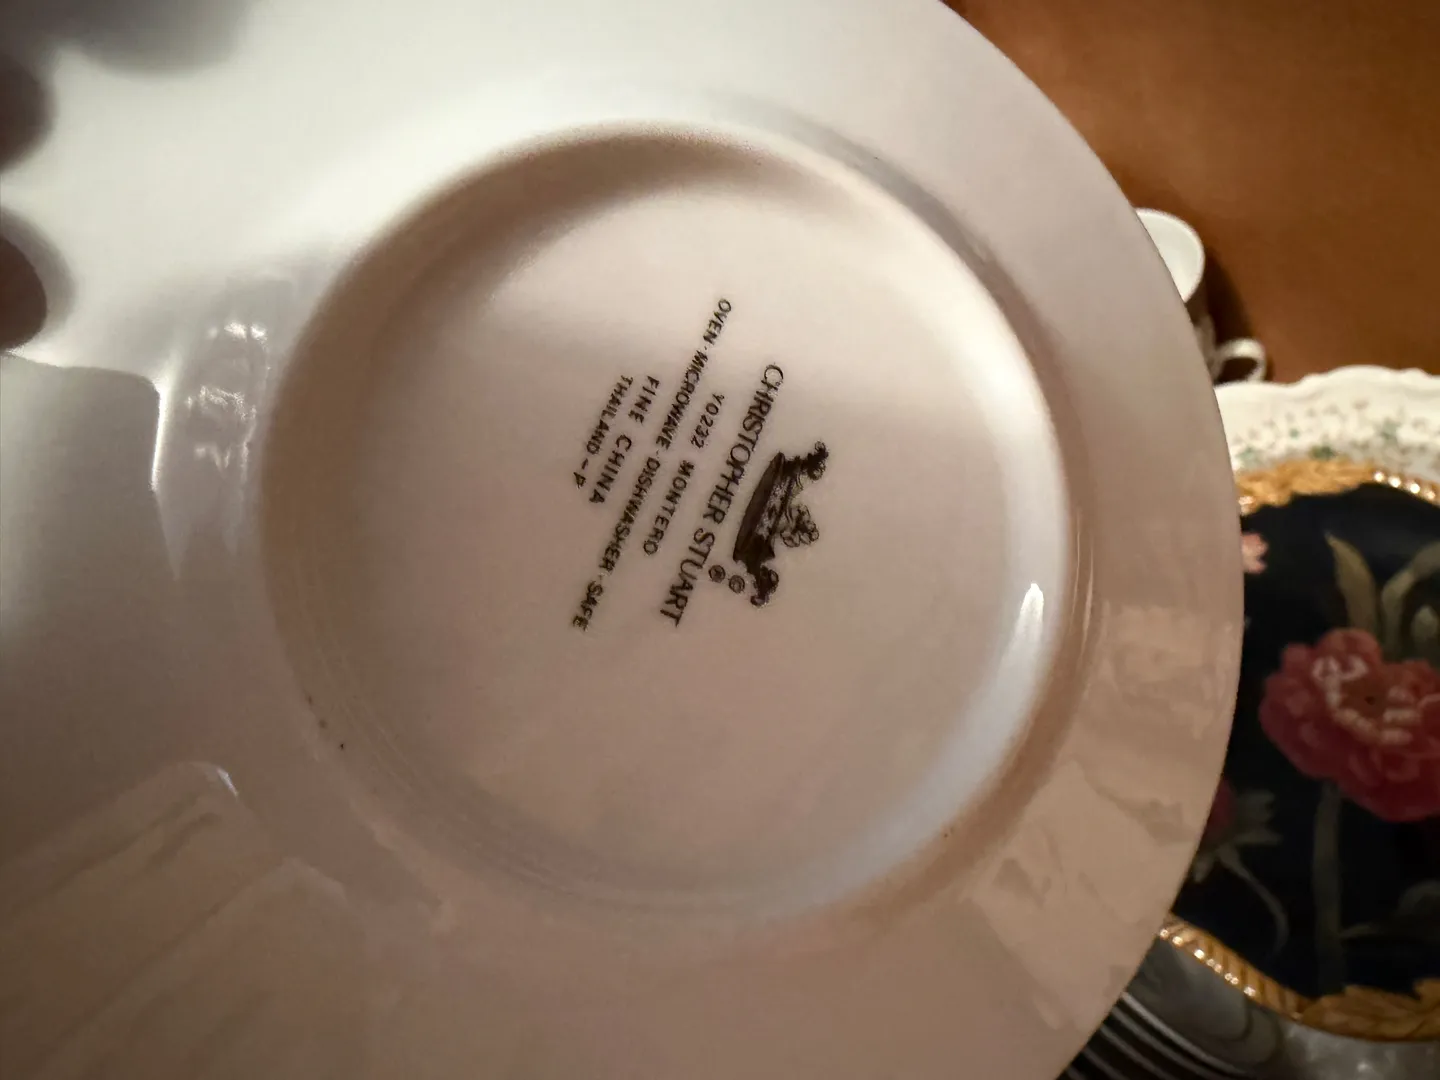 CHRISTOPHER STUART ®©
Y0232 MONTERO
OVEN·MICROWAVE·DISHWASHER·SAFE
FINE CHINA
THAILAND-P